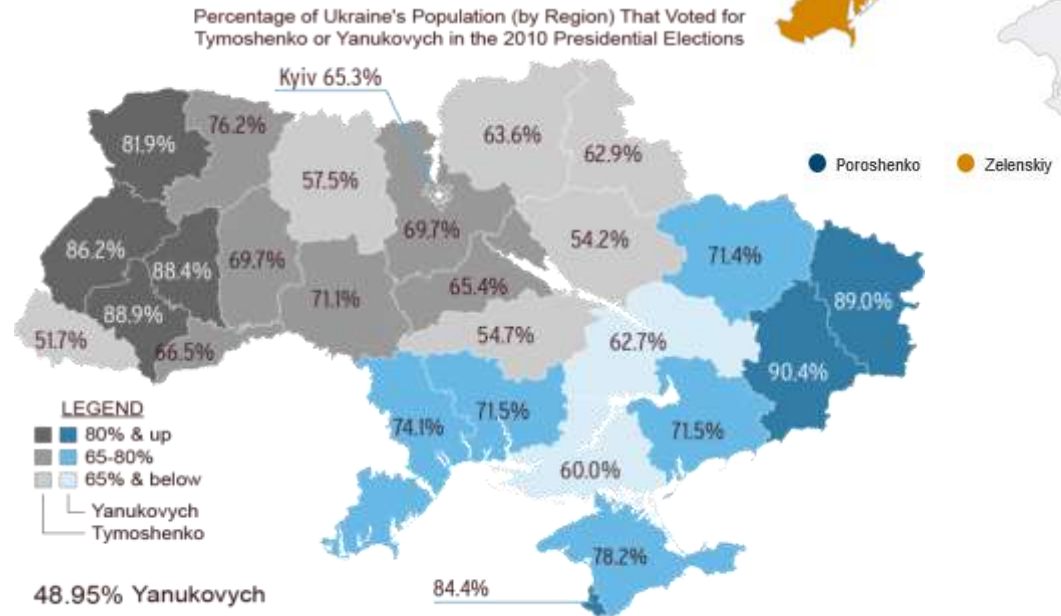 Percentage of Ukraine's Population (by Region) That Voted for
Tymoshenko or Yanukovych in the 2010 Presidential Elections
Kyiv 65.3%
81.9%
76.2%
57.5%
63.6%
62.9%
Poroshenko
Zelenskiy
86.2%
88.4%
69.7%
69.7%
54.2%
71.4%
71.1%
65.4%
89.0%
88.9%
51.7%
66.5%
54.7%
62.7%
90.4%
74.1%
71.5%
71.5%
60.0%
LEGEND
80% & up
65-80%
65% & below
Yanukovych
Tymoshenko
78.2%
84.4%
48.95% Yanukovych